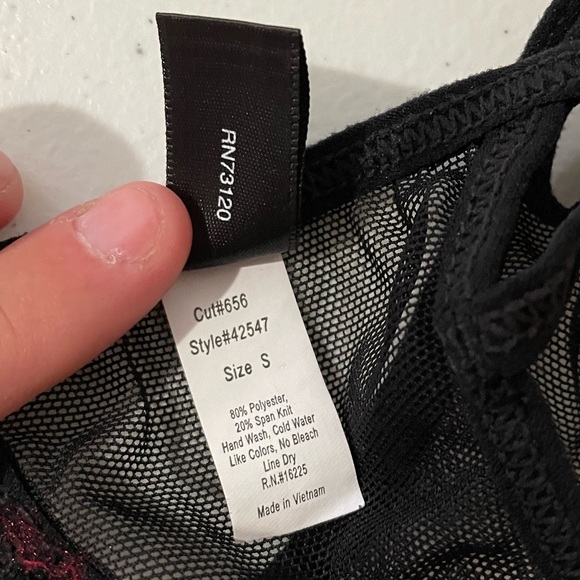 RN73120
Cut#656
Style#42547
Size S
80% Polyester,
20% Span Knit
Hand Wash, Cold Water
Like Colors, No Bleach
Line Dry
R.N.#16225
Made in Vietnam